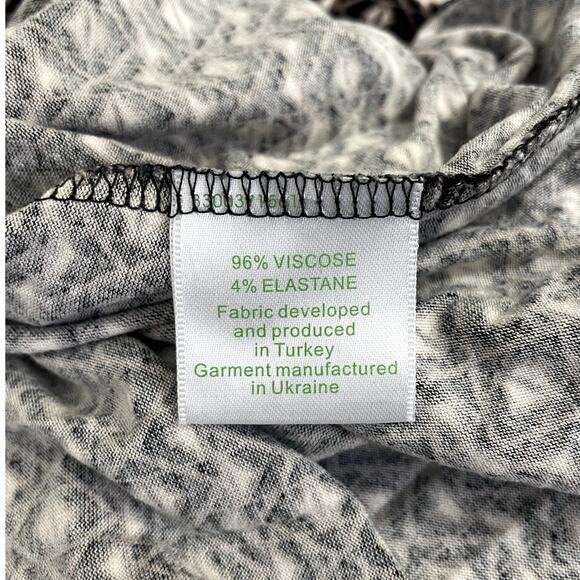 96% VISCOSE
4% ELASTANE
Fabric developed
and produced
in Turkey
Garment manufactured
in Ukraine